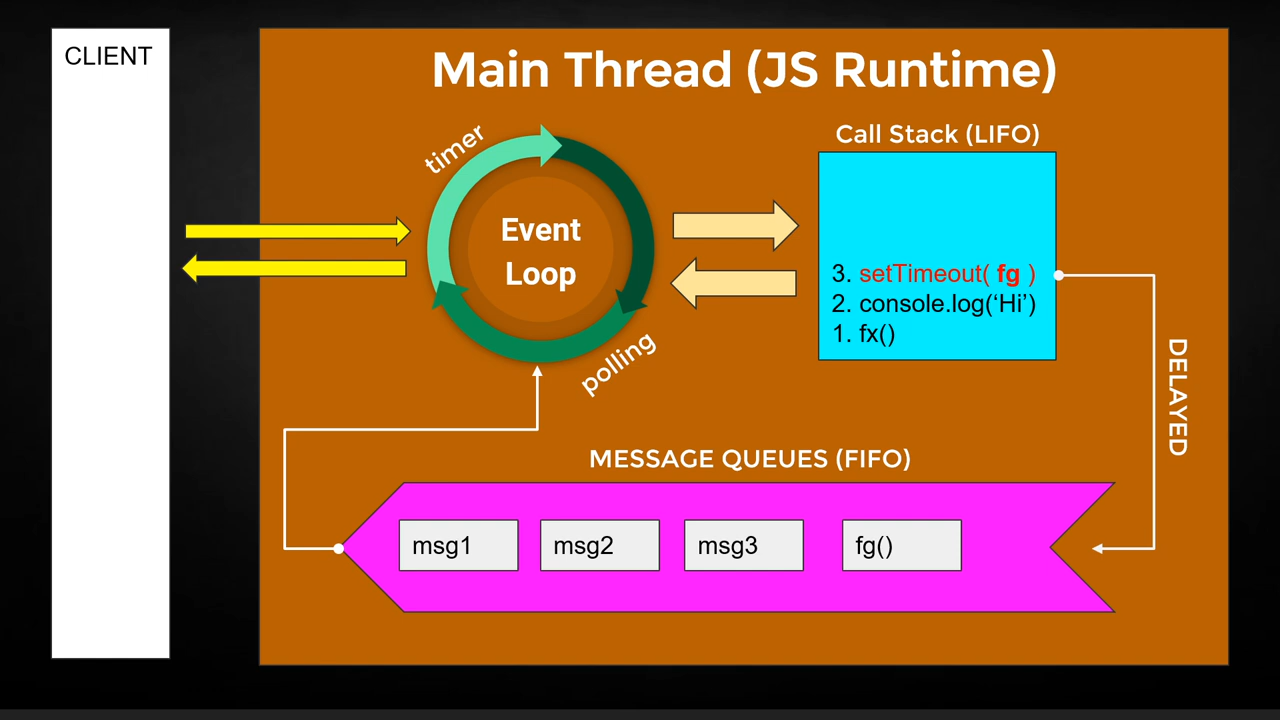 CLIENT
Main Thread (JS Runtime)
timer
Event
Loop
polling
Call Stack (LIFO)
3. setTimeout( fg )
2. console.log(‘Hi’)
1. fx()
DELAYED
MESSAGE QUEUES (FIFO)
msg1
msg2
msg3
fg()